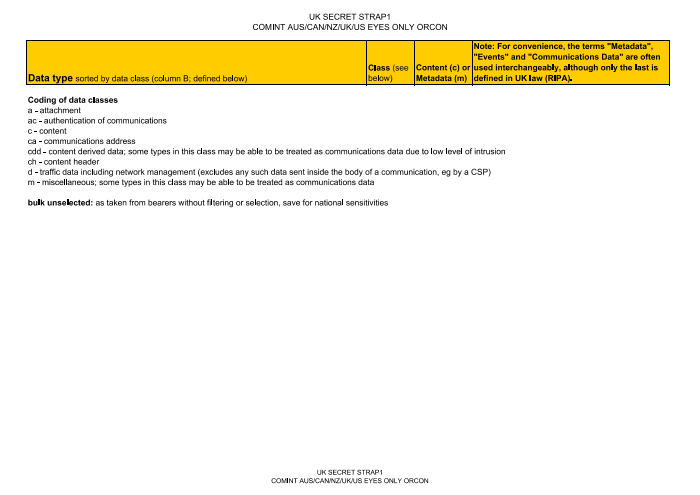 UK SECRET STRAP1
COMINT AUS/CAN/NZ/UK/US EYES ONLY ORCON
Data type sorted by data class (column B; defined below)
Class (see
below)
Content (c) or
Metadata (m)
Note: For convenience, the terms "Metadata",
"Events" and "Communications Data" are often
used interchangeably, although only the last is
defined in UK law (RIPA).
Coding of data classes
a - attachment
ac - authentication of communications
c - content
ca - communications address
cdd - content derived data; some types in this class may be able to be treated as communications data due to low level of intrusion
ch - content header
d - traffic data including network management (excludes any such data sent inside the body of a communication, eg by a CSP)
m - miscellaneous; some types in this class may be able to be treated as communications data
bulk unselected: as taken from bearers without filtering or selection, save for national sensitivities
UK SECRET STRAP1
COMINT AUS/CAN/NZ/UK/US EYES ONLY ORCON